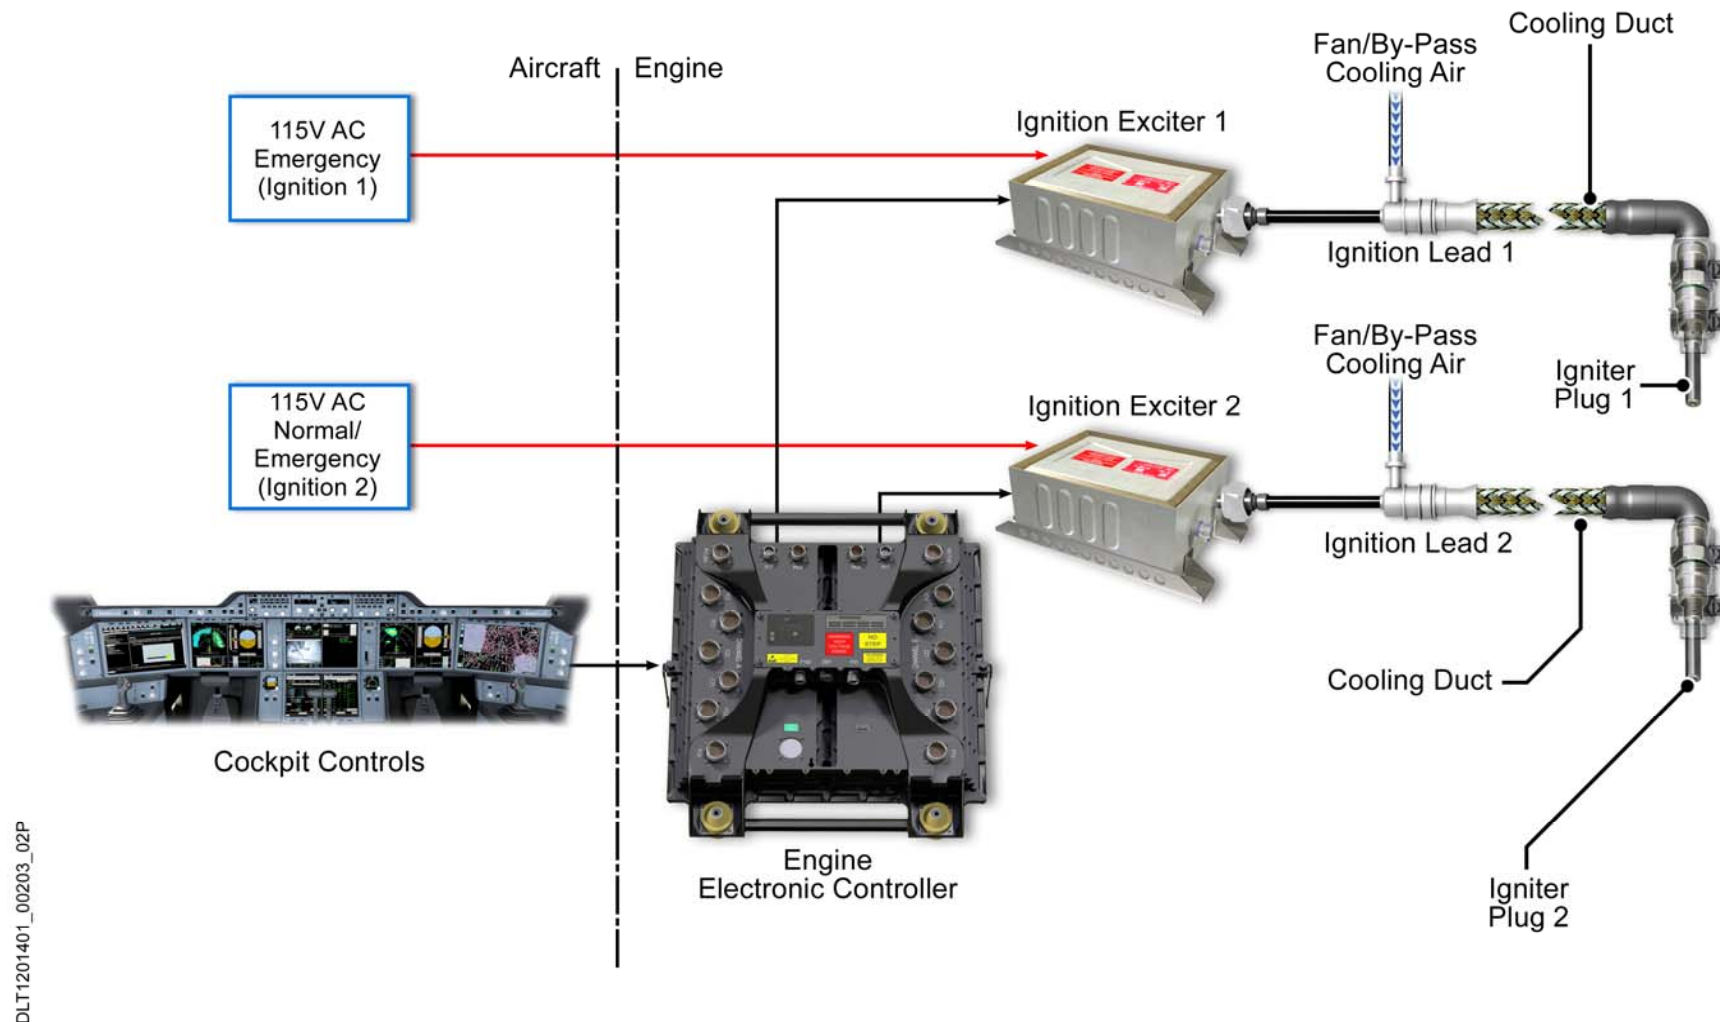 Cooling Duct
Fan/By-Pass
Cooling Air
Aircraft
Engine
115V AC
Emergency
(Ignition 1)
Ignition Exciter 1
Ignition Lead 1
Igniter
Plug 1
Fan/By-Pass
Cooling Air
115V AC
Normal/
Emergency
(Ignition 2)
Ignition Exciter 2
Ignition Lead 2
NO
STEP
Cooling Duct
Cockpit Controls
Engine
Electronic Controller
Igniter
Plug 2
DLT1201401_00203_02P